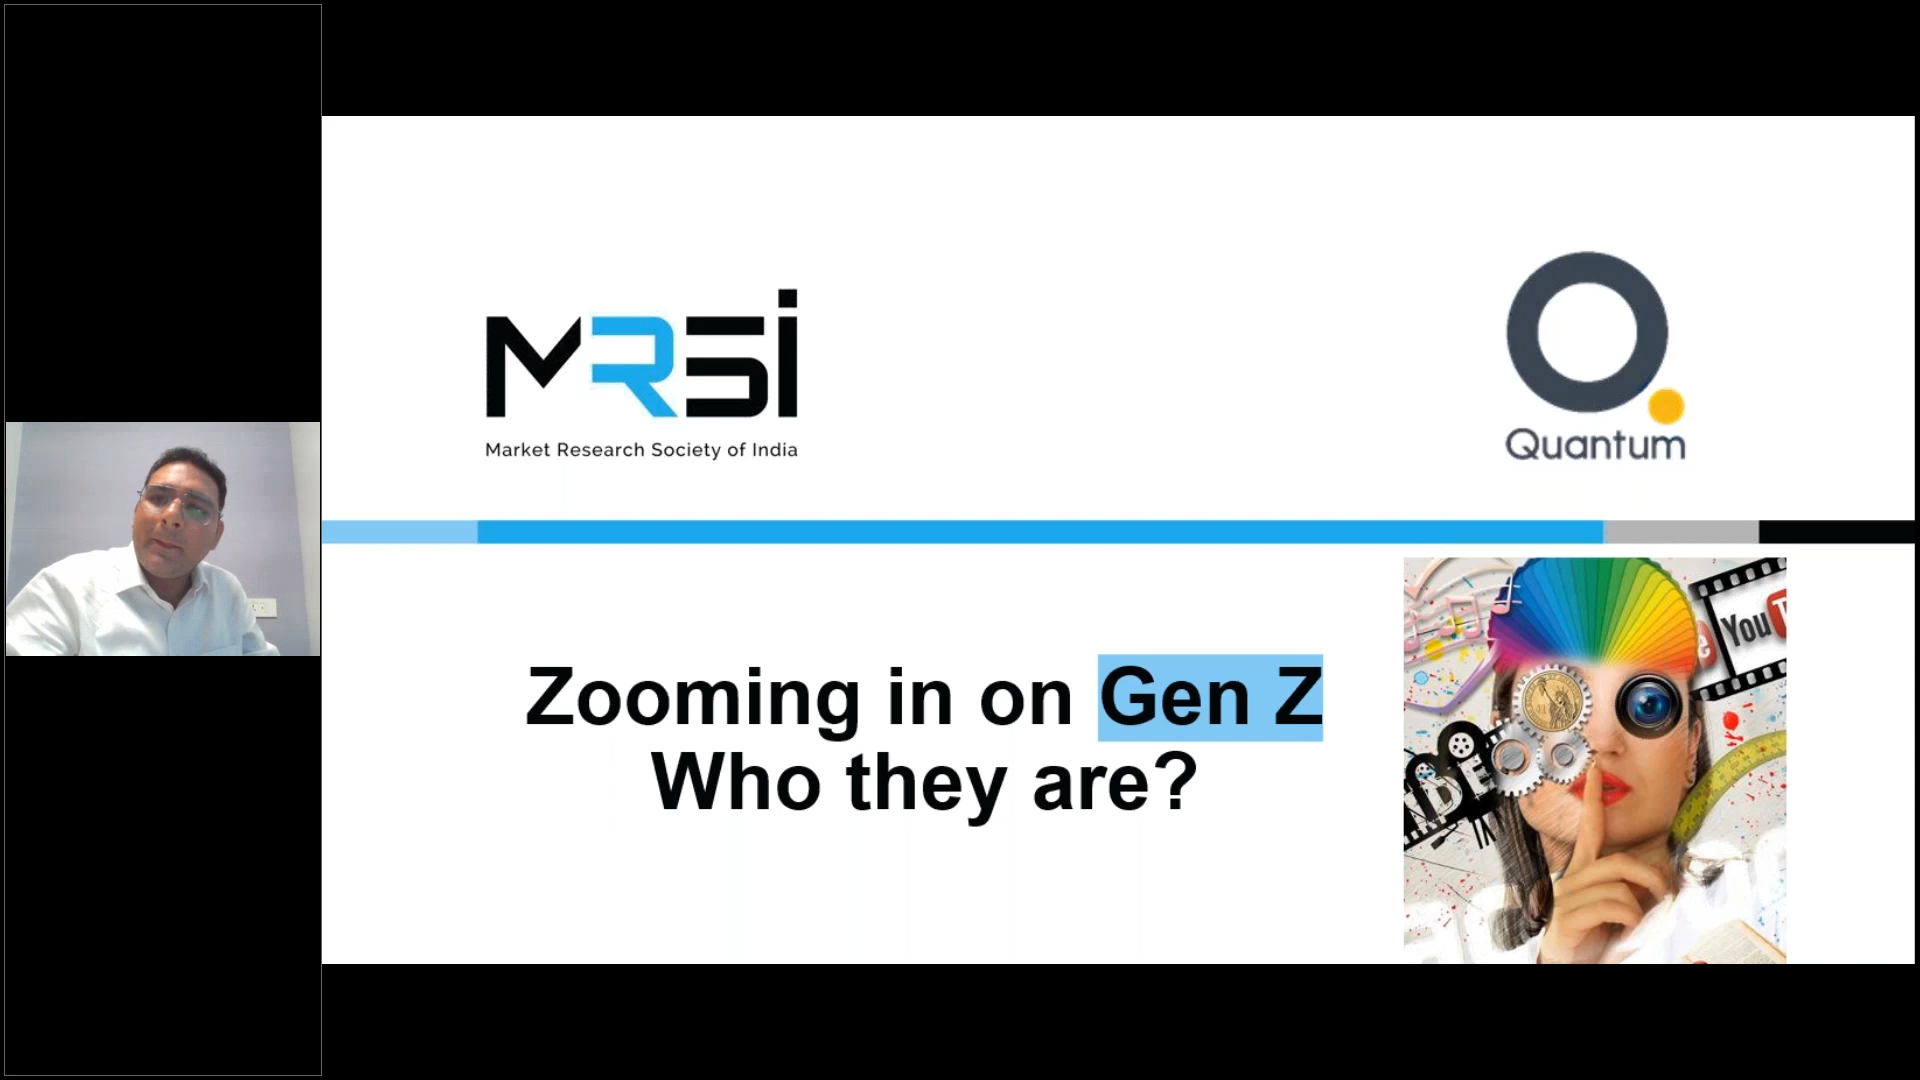 MRSI
Market Research Society of India
Quantum
Zooming in on Gen Z
Who they are?
YouT